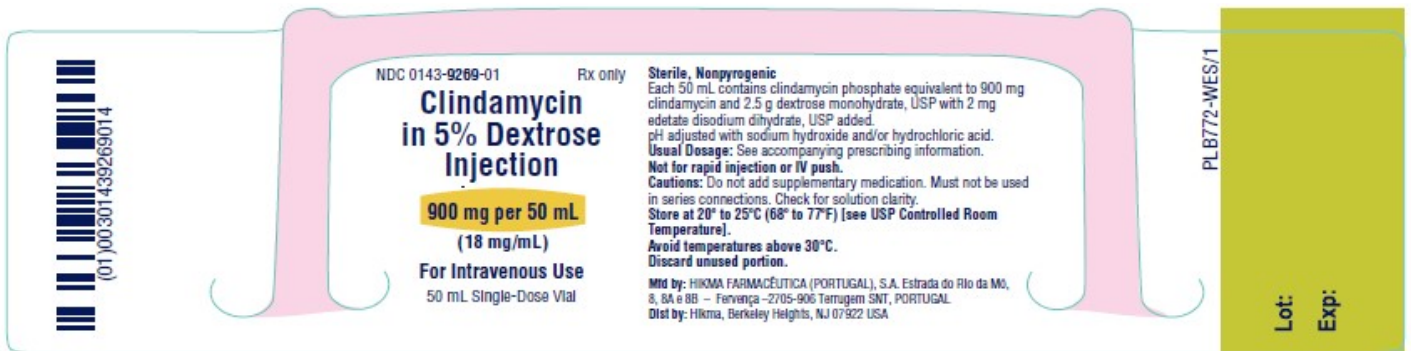 (01)00301439269014
NDC 0143-9269-01 Rx only
Clindamycin
in 5% Dextrose
Injection
900 mg per 50 mL
(18 mg/mL)
For Intravenous Use
50 mL Single-Dose Vial
Sterile, Nonpyrogenic
Each 50 mL contains clindamycin phosphate equivalent to 900 mg
clindamycin and 2.5 g dextrose monohydrate, USP with 2 mg
edetate disodium dihydrate, USP added.
pH adjusted with sodium hydroxide and/or hydrochloric acid.
Usual Dosage: See accompanying prescribing information.
Not for rapid injection or IV push.
Cautions: Do not add supplementary medication. Must not be used
in series connections. Check for solution clarity.
Store at 20° to 25°C (68° to 77°F) [see USP Controlled Room
Temperature].
Avoid temperatures above 30°C.
Discard unused portion.
Mfd by: HIKMA FARMACÊUTICA (PORTUGAL), S.A. Estrada do Rio da Mó,
8, 8A e 8B – Fervença –2705-906 Terrugem SNT, PORTUGAL
Dist by: Hikma, Berkeley Heights, NJ 07922 USA
PLB772-WES/1
Lot:
Exp: